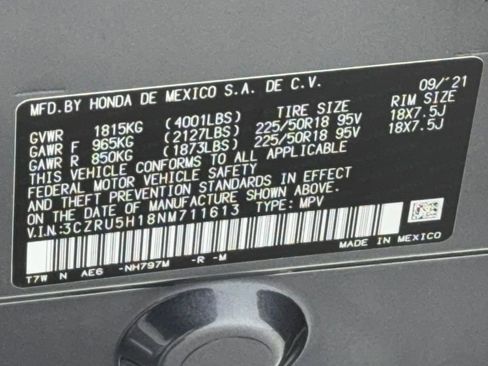 MFD.BY HONDA DE MEXICO S.A. DE C.V. 09/'21
TIRE SIZE RIM SIZE
GVWR 1815KG (4001LBS)
GAWR F 965KG (2127LBS) 225/50R18 95V 18X7.5J
GAWR R 850KG (1873LBS) 225/50R18 95V 18X7.5J
THIS VEHICLE CONFORMS TO ALL APPLICABLE
FEDERAL MOTOR VEHICLE SAFETY
AND THEFT PREVENTION STANDARDS IN EFFECT
ON THE DATE OF MANUFACTURE SHOWN ABOVE.
V.I.N:3CZRU5H18NM711613 TYPE: MPV
MADE IN MEXICO
T7W N AE6 -NH797M -R -M